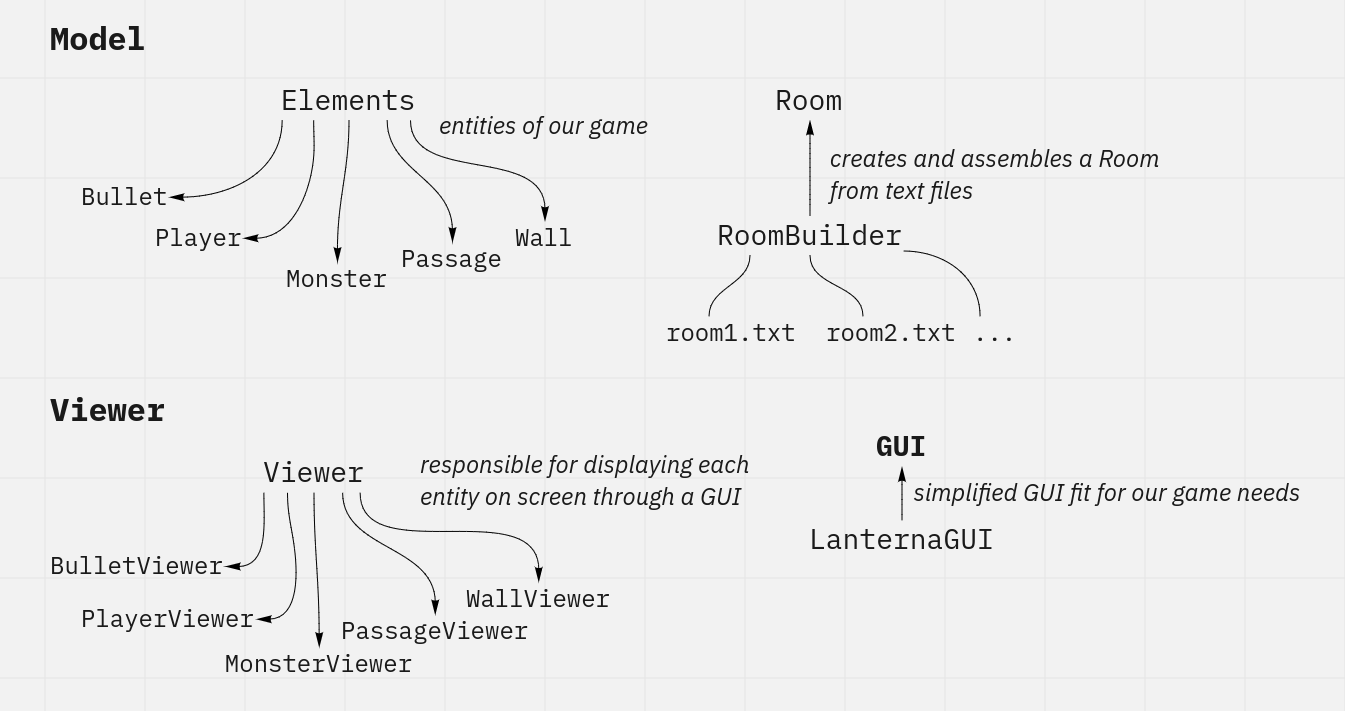 Model
Elements
entities of our game
Bullet
Player
Monster
Passage
Wall
Room
creates and assembles a Room
from text files
RoomBuilder
room1.txt
room2.txt
...
Viewer
Viewer
responsible for displaying each
entity on screen through a GUI
BulletViewer
PlayerViewer
MonsterViewer
PassageViewer
WallViewer
GUI
simplified GUI fit for our game needs
LanternaGUI